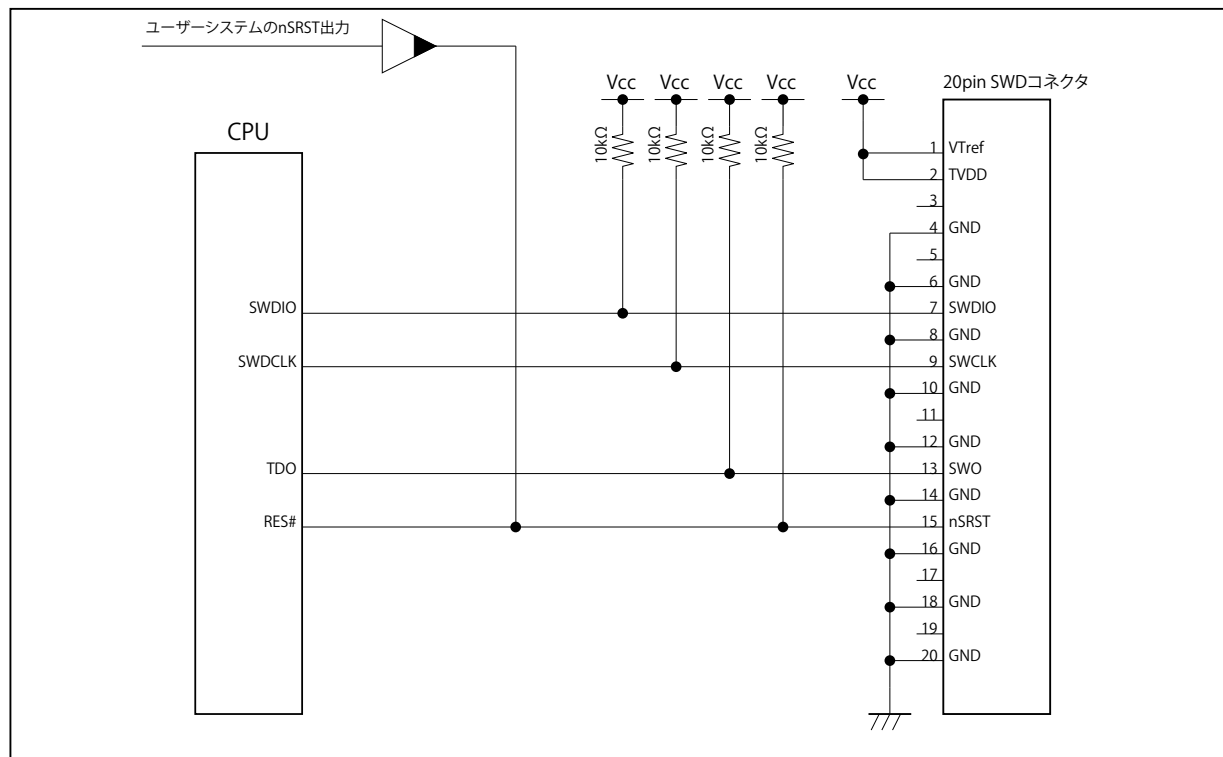 ユーザーシステムのnSRST出力
Vcc Vcc Vcc Vcc Vcc
20pin SWDコネクタ
CPU
10kΩ 10kΩ 10kΩ 10kΩ
1 VTref
2 TVDD
3
4 GND
5
6 GND
SWDIO
7 SWDIO
8 GND
SWDCLK
9 SWCLK
10 GND
11
12 GND
TDO
13 SWO
14 GND
RES#
15 nSRST
16 GND
17
18 GND
19
20 GND